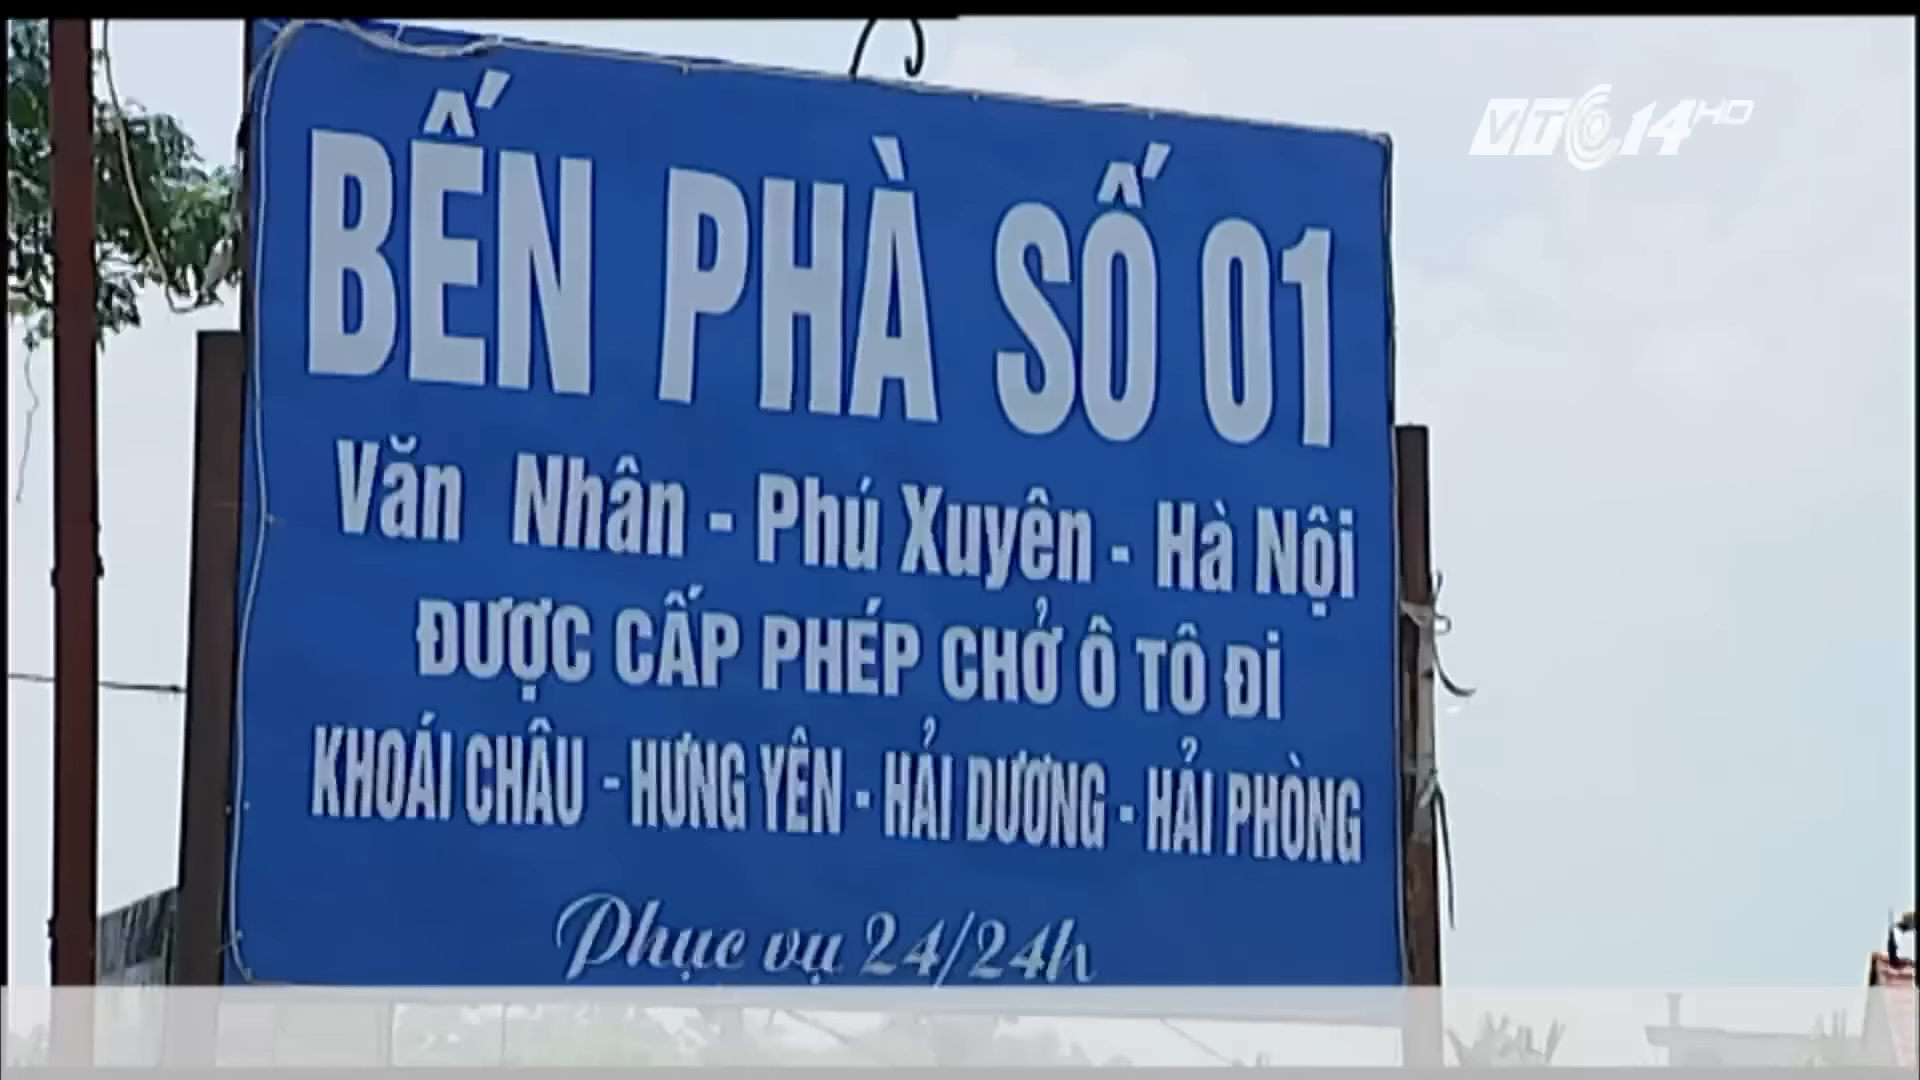 VTC14 HD
BẾN PHÀ SỐ 01
Văn Nhân - Phú Xuyên - Hà Nội
ĐƯỢC CẤP PHÉP CHỞ Ô TÔ ĐI
KHOÁI CHÂU - HƯNG YÊN - HẢI DƯƠNG - HẢI PHÒNG
Phục vụ 24/24h